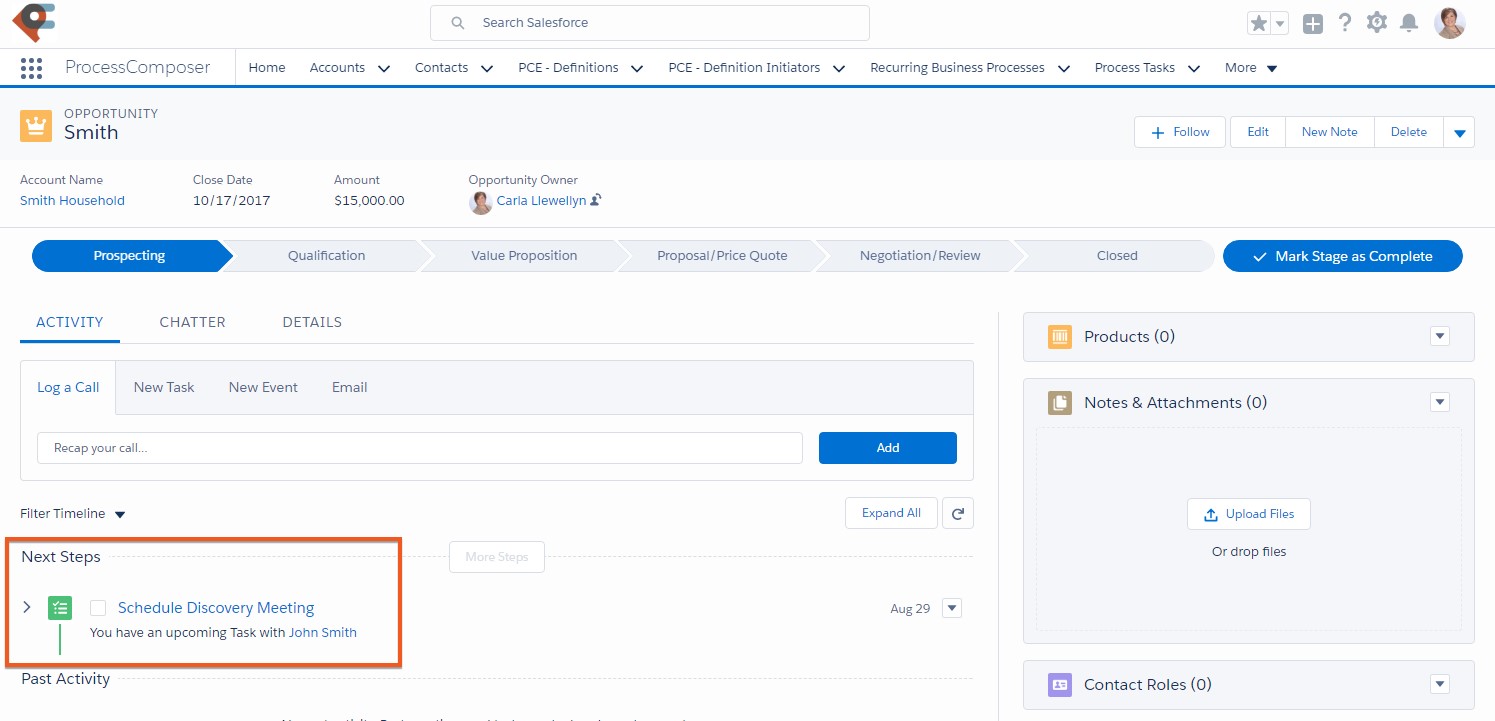 Search Salesforce
ProcessComposer Home Accounts Contacts PCE - Definitions PCE - Definition Initiators Recurring Business Processes Process Tasks More
OPPORTUNITY
Smith
Follow Edit New Note Delete
Account Name Close Date Amount Opportunity Owner
Smith Household 10/17/2017 $15,000.00 Carla Llewellyn
Prospecting Qualification Value Proposition Proposal/Price Quote Negotiation/Review Closed Mark Stage as Complete
ACTIVITY CHATTER DETAILS
Log a Call New Task New Event Email
Recap your call... Add
Filter Timeline Expand All
Next Steps More Steps
Schedule Discovery Meeting Aug 29
You have an upcoming Task with John Smith
Past Activity
Products (0)
Notes & Attachments (0)
Upload Files
Or drop files
Contact Roles (0)